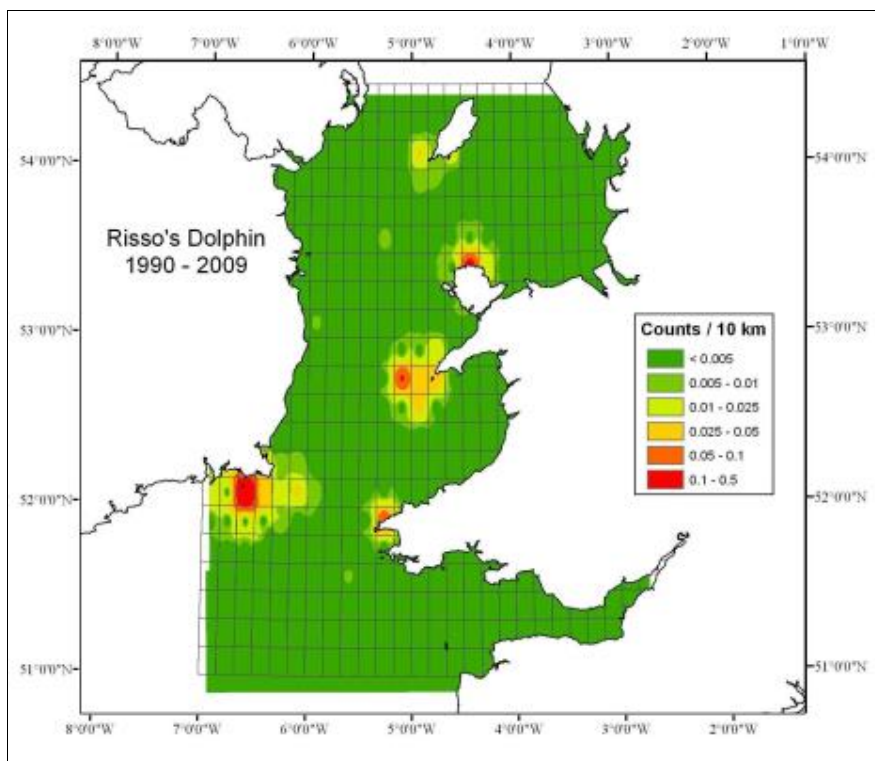 8°0'0"W 7°0'0"W 6°0'0"W 5°0'0"W 4°0'0"W 3°0'0"W 2°0'0"W 1°0'0"W
54°0'0"N 54°0'0"N
Risso's Dolphin
1990 - 2009
53°0'0"N 53°0'0"N
Counts / 10 km
< 0.005
0.005 - 0.01
0.01 - 0.025
0.025 - 0.05
0.05 - 0.1
0.1 - 0.5
52°0'0"N 52°0'0"N
51°0'0"N 51°0'0"N
8°0'0"W 7°0'0"W 6°0'0"W 5°0'0"W 4°0'0"W 3°0'0"W 2°0'0"W